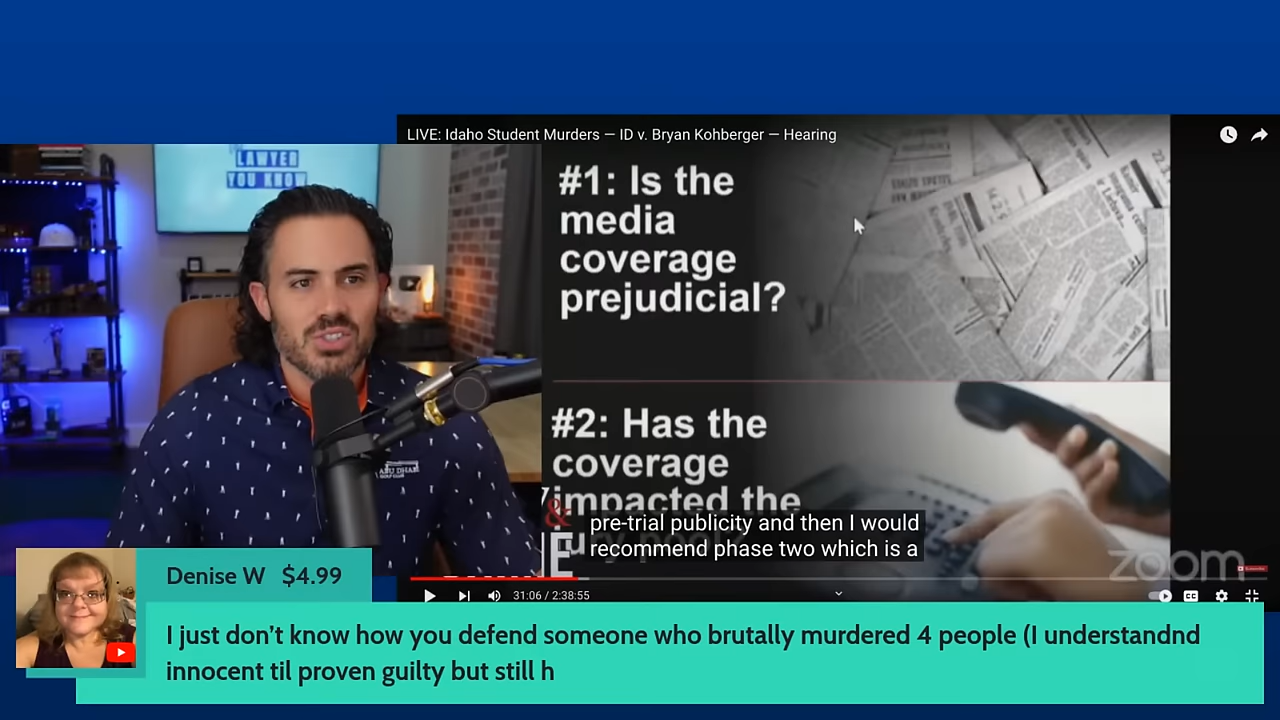 LIVE: Idaho Student Murders — ID v. Bryan Kohberger — Hearing
LAWYER
YOU KNOW
#1: Is the
media
coverage
prejudicial?
#2: Has the
coverage
impacted the
pre-trial publicity and then I would
recommend phase two which is a
zoom
31:06 / 2:38:55
ABU DHABI
Denise W $4.99
I just don't know how you defend someone who brutally murdered 4 people (I understandnd
innocent til proven guilty but still h